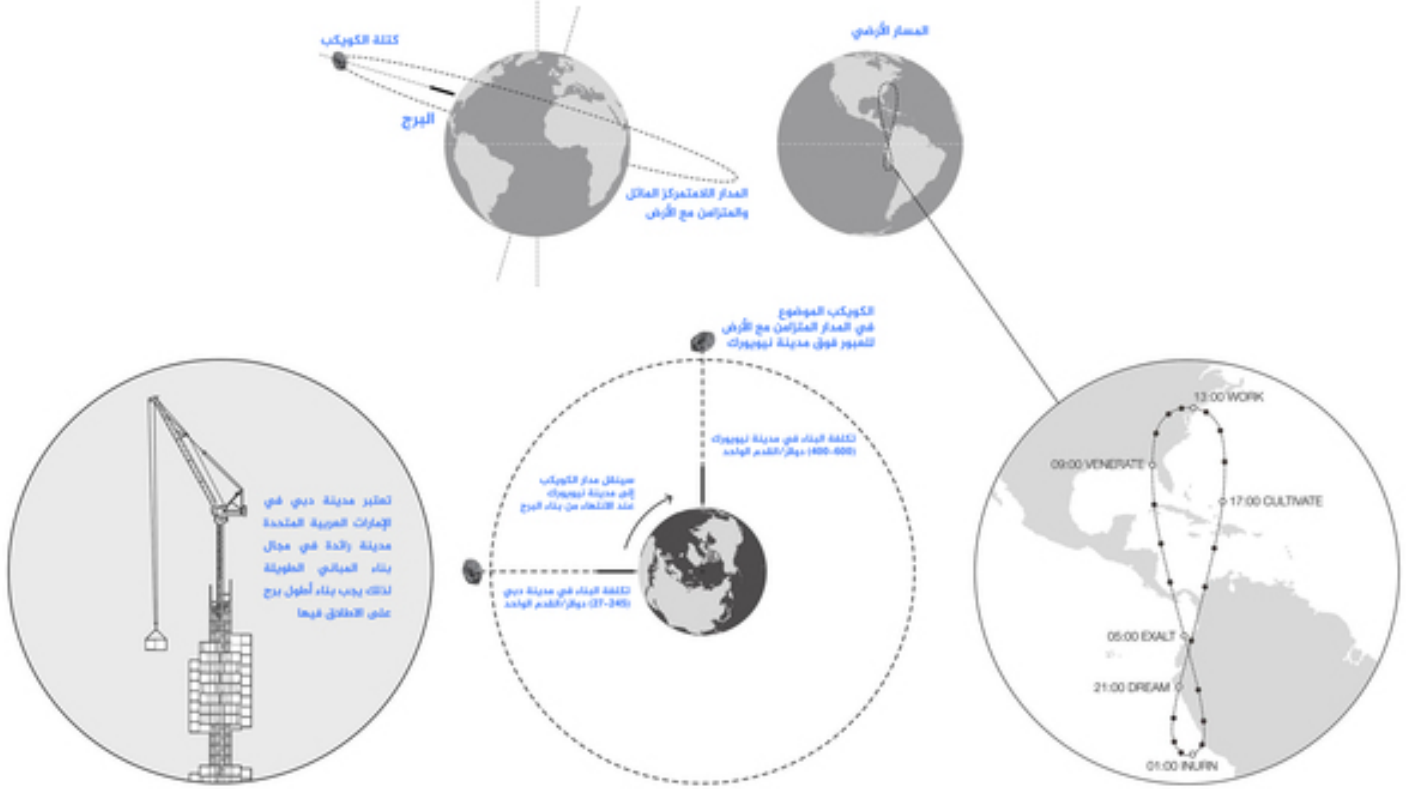 كتلة الكويكب
البرج
المدار اللامتمركز المائل
والمتزامن مع الأرض
المسار الأرضي
الكويكب الموضوع
في المدار المتزامن مع الأرض
للعبور فوق مدينة نيويورك
تكلفة البناء في مدينة نيويورك
(400-600) دولار/القدم الواحد
سينقل مدار الكويكب
إلى مدينة نيويورك
عند الانتهاء من بناء البرج
تكلفة البناء في مدينة دبي
(27-245) دولار/القدم الواحد
تعتبر مدينة دبي في
الإمارات العربية المتحدة
مدينة رائدة في مجال
بناء المباني الطويلة
لذلك يجب بناء أطول برج
على الاطلاق فيها
13:00 WORK
09:00 VENERATE
17:00 CULTIVATE
05:00 EXALT
21:00 DREAM
01:00 INURN